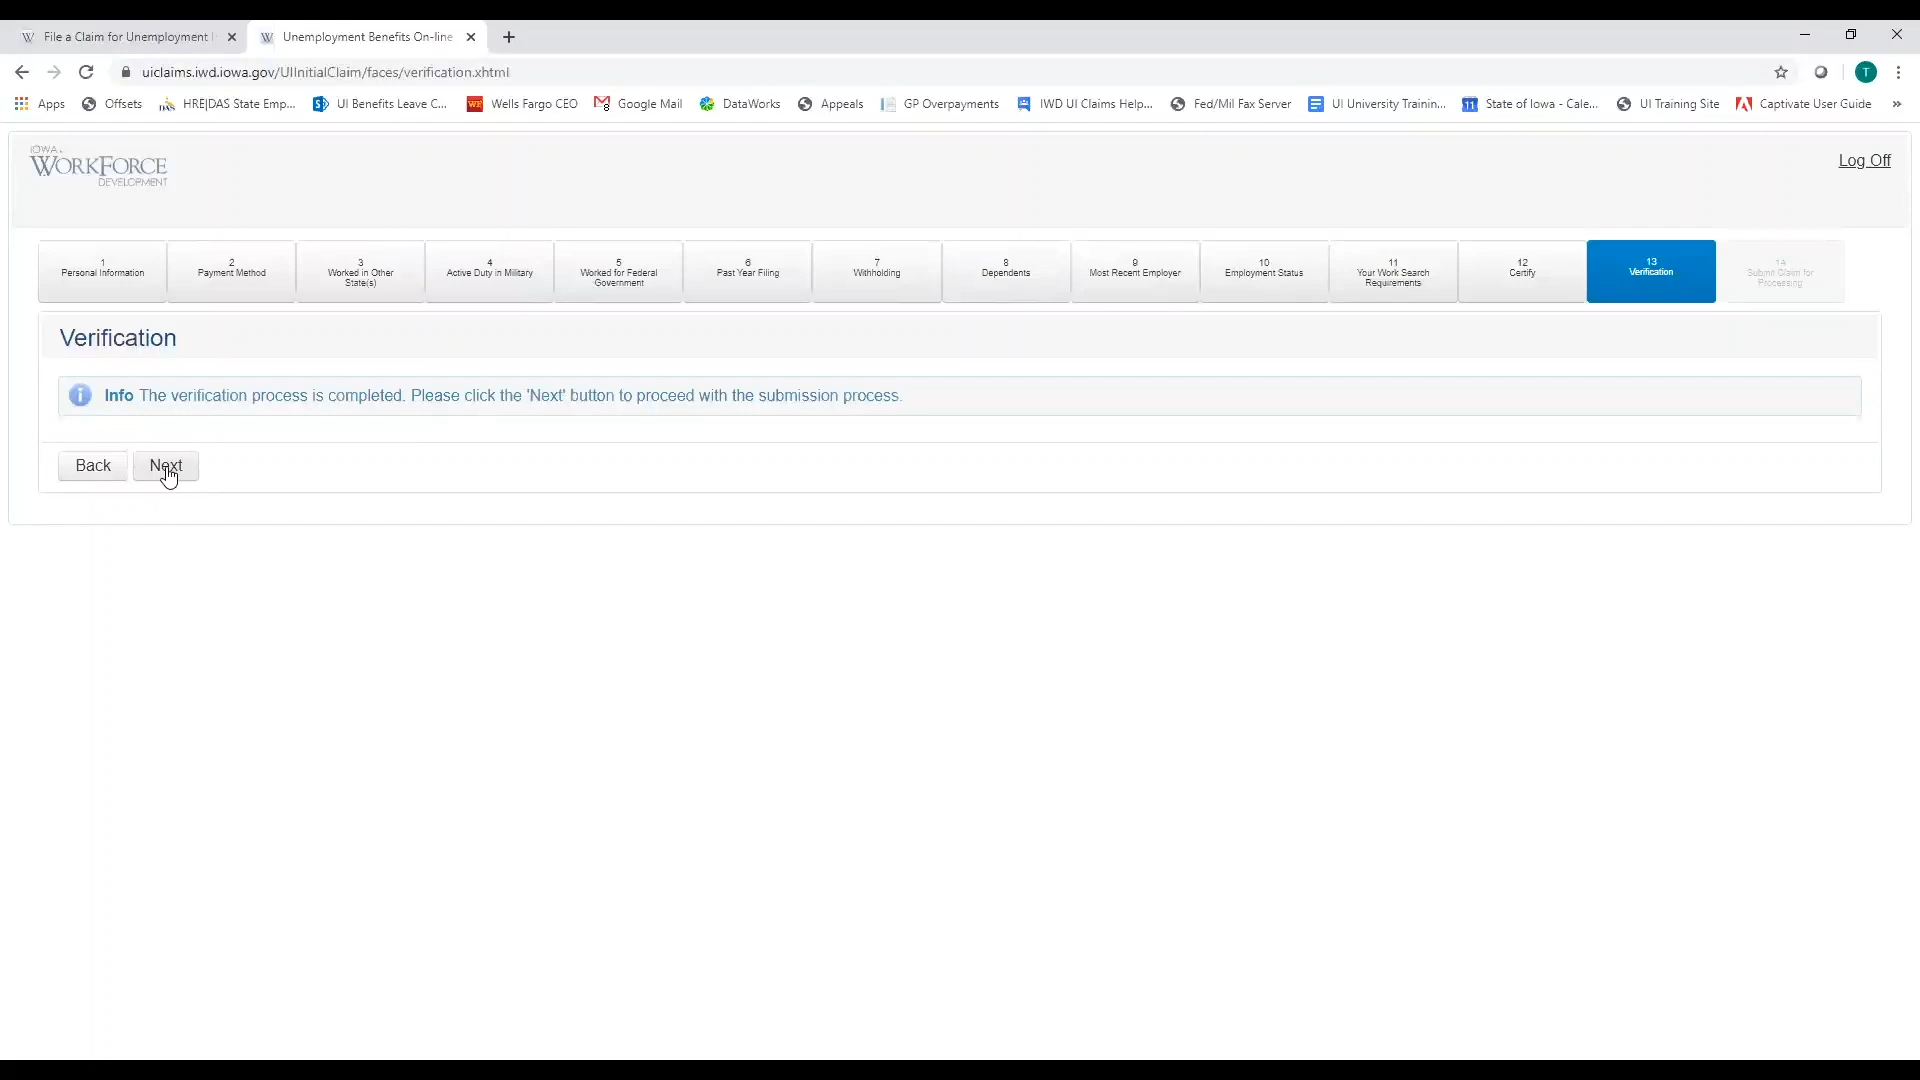 File a Claim for Unemployment
Unemployment Benefits On-line
uiclaims.iwd.iowa.gov/UIInitialClaim/faces/verification.xhtml
T
Apps Offsets HRE|DAS State Emp... UI Benefits Leave C... Wells Fargo CEO Google Mail DataWorks Appeals GP Overpayments IWD UI Claims Help... Fed/Mil Fax Server UI University Trainin... State of Iowa - Cale... UI Training Site Captivate User Guide »
IOWA
WORKFORCE
DEVELOPMENT
Log Off
1
Personal Information
2
Payment Method
3
Worked in Other
State(s)
4
Active Duty in Military
5
Worked for Federal
Government
6
Past Year Filing
7
Withholding
8
Dependents
9
Most Recent Employer
10
Employment Status
11
Your Work Search
Requirements
12
Certify
13
Verification
14
Submit Claim for
Processing
Verification
Info The verification process is completed. Please click the 'Next' button to proceed with the submission process.
Back Next